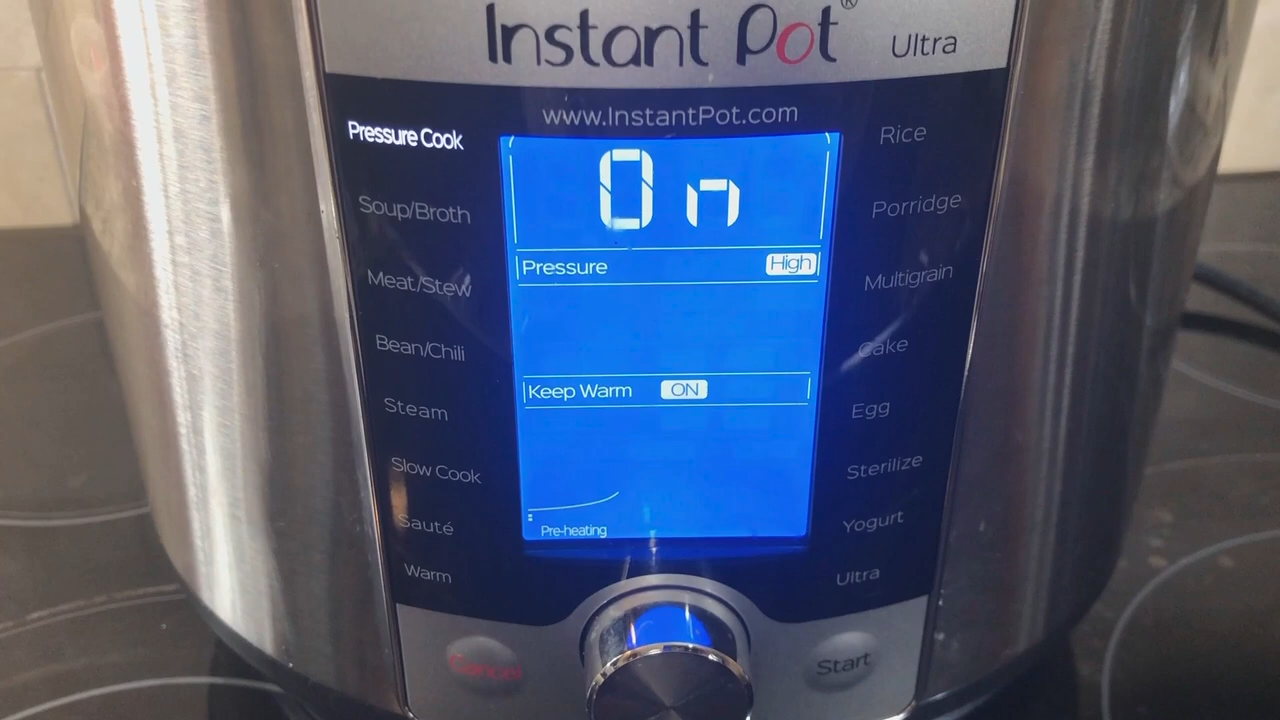 Instant Pot® Ultra
www.InstantPot.com
Pressure Cook
Soup/Broth
Meat/Stew
Bean/Chili
Steam
Slow Cook
Sauté
Warm
On
Pressure High
Keep Warm ON
Pre-heating
Rice
Porridge
Multigrain
Cake
Egg
Sterilize
Yogurt
Ultra
Cancel
Start